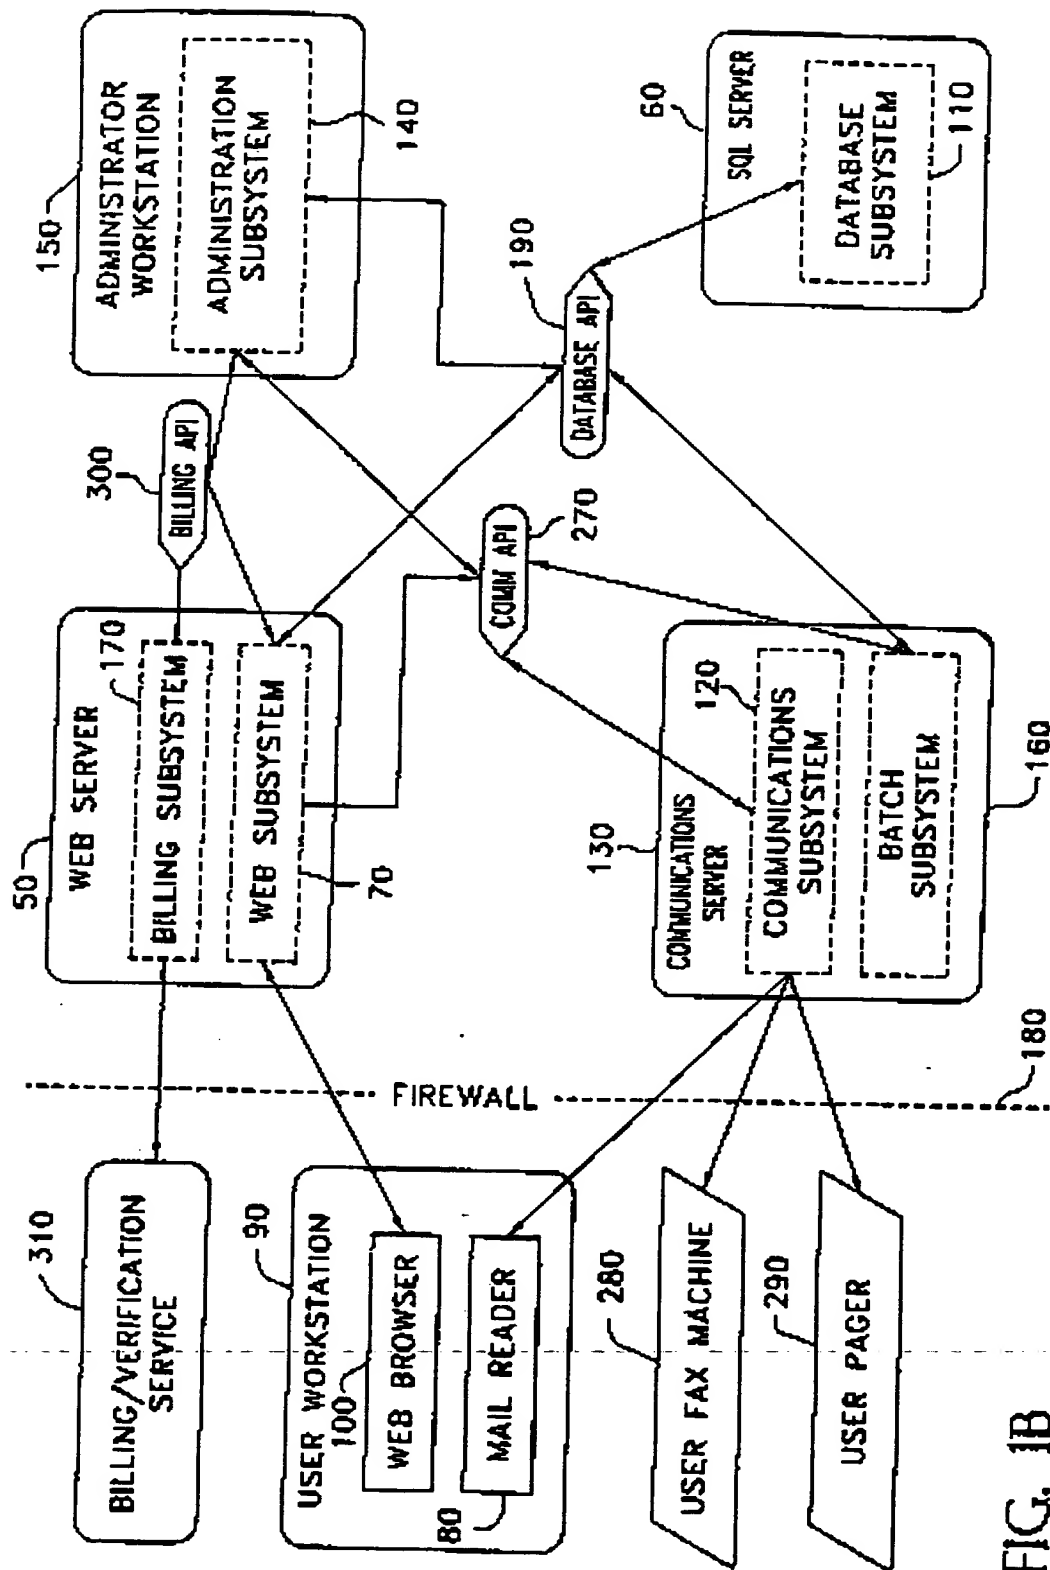 310
BILLING/VERIFICATION
SERVICE
90
USER WORKSTATION
100
WEB BROWSER
MAIL READER
80
280
USER FAX MACHINE
290
USER PAGER
FIREWALL
180
50
WEB SERVER
170
BILLING SUBSYSTEM
WEB SUBSYSTEM
70
130
COMMUNICATIONS
SERVER
120
COMMUNICATIONS
SUBSYSTEM
BATCH
SUBSYSTEM
160
300
BILLING API
COMM API
270
190
DATABASE API
150
ADMINISTRATOR
WORKSTATION
ADMINISTRATION
SUBSYSTEM
140
60
SQL SERVER
DATABASE
SUBSYSTEM
110
FIG. 1B